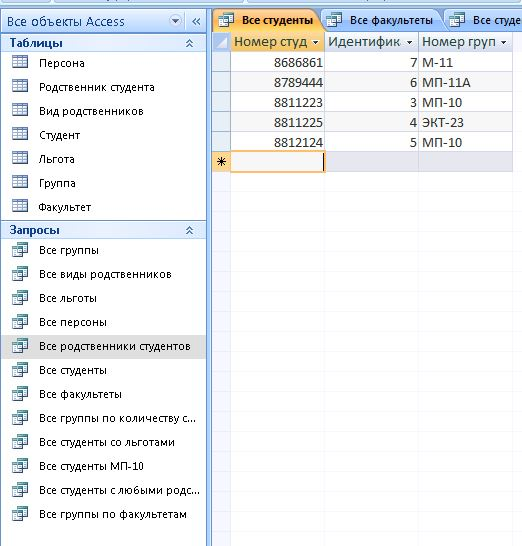 Все объекты Access
Таблицы
Персона
Родственник студента
Вид родственников
Студент
Льгота
Группа
Факультет
Запросы
Все группы
Все виды родственников
Все льготы
Все персоны
Все родственники студентов
Все студенты
Все факультеты
Все группы по количеству с...
Все студенты со льготами
Все студенты МП-10
Все студенты с любыми родс...
Все группы по факультетам
Все студенты Все факультеты Все студе
Номер студ Идентифик Номер груп
8686861 7 М-11
8789444 6 МП-11А
8811223 3 МП-10
8811225 4 ЭКТ-23
8812124 5 МП-10